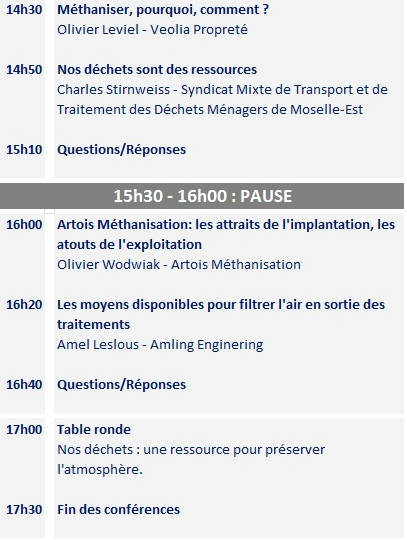 14h30 Méthaniser, pourquoi, comment ?
Olivier Leviel - Veolia Propreté
14h50 Nos déchets sont des ressources
Charles Stirnweiss - Syndicat Mixte de Transport et de
Traitement des Déchets Ménagers de Moselle-Est
15h10 Questions/Réponses
15h30 - 16h00 : PAUSE
16h00 Artois Méthanisation: les attraits de l'implantation, les
atouts de l'exploitation
Olivier Wodwiak - Artois Méthanisation
16h20 Les moyens disponibles pour filtrer l'air en sortie des
traitements
Amel Leslous - Amling Enginering
16h40 Questions/Réponses
17h00 Table ronde
Nos déchets : une ressource pour préserver
l'atmosphère.
17h30 Fin des conférences